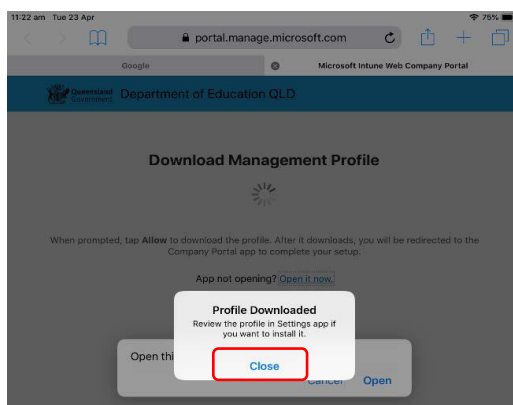 11:22 am Tue 23 Apr
75%
portal.manage.microsoft.com
Google
Microsoft Intune Web Company Portal
Queensland
Government
Department of Education QLD
Download Management Profile
When prompted, tap Allow to download the profile. After it downloads, you will be redirected to the
Company Portal app to complete your setup.
App not opening? Open it now.
Profile Downloaded
Review the profile in Settings app if
you want to install it.
Open thi
Close
Cancel Open